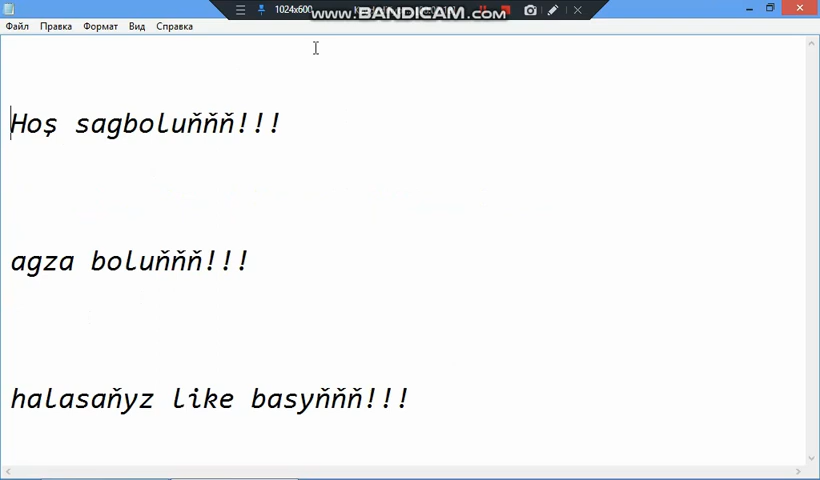 1024x600
www.BANDICAM.com
Файл Правка Формат Вид Справка
Hoş sagboluňňň!!!
agza boluňňň!!!
halasaňyz like basyňňň!!!